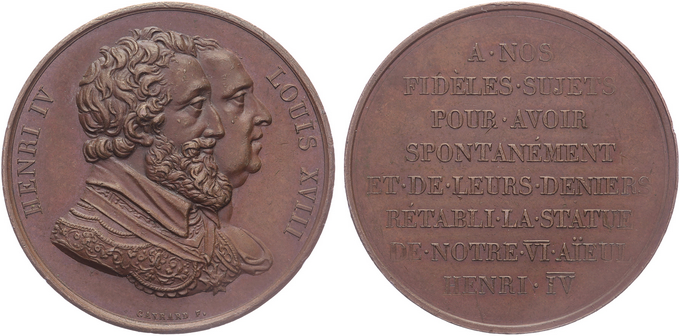 HENRI IV
LOUIS XVIII
A·NOS
FIDÈLES·SUJETS
POUR·AVOIR
SPONTANÉMENT
ET·DE·LEURS·DENIERS
RÉTABLI·LA·STATUE
DE·NOTRE·VI·AÏEUL
HENRI·IV